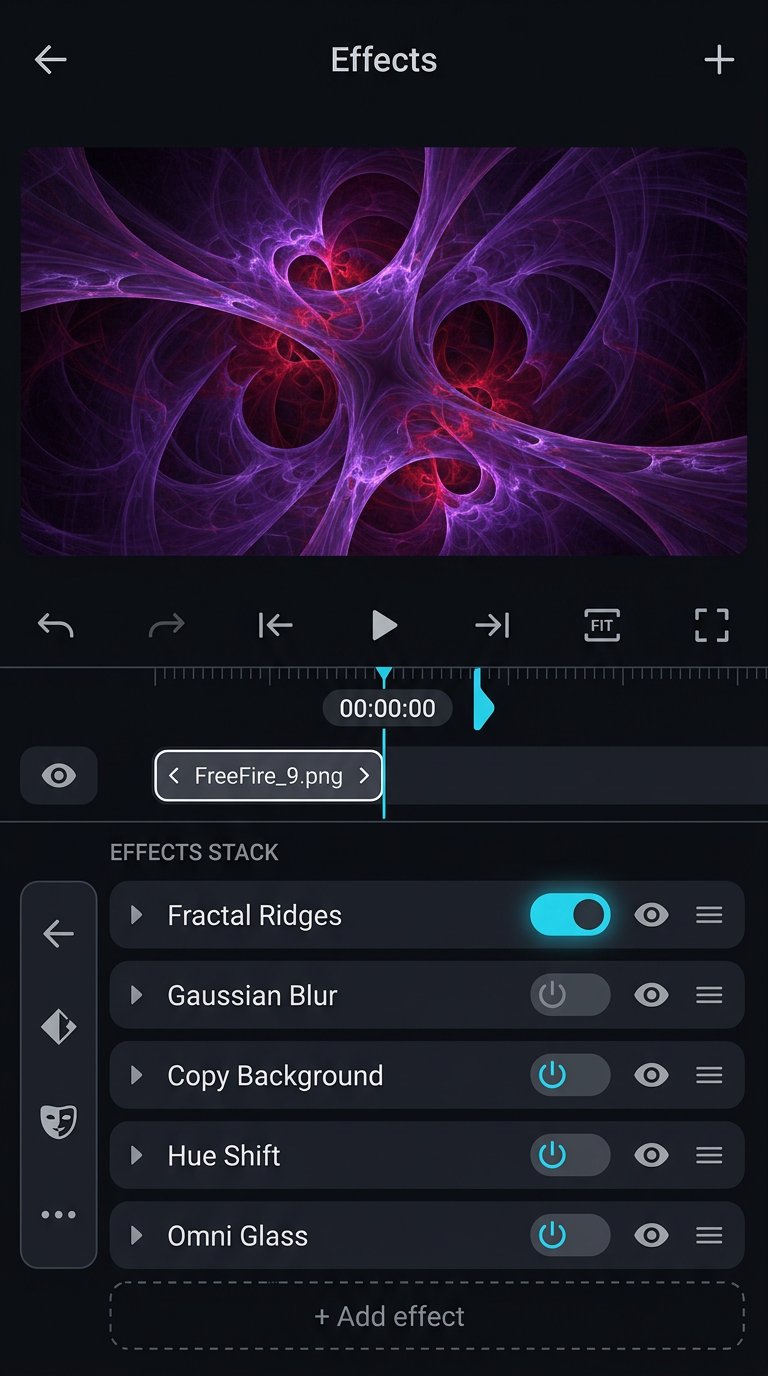 Effects
FIT
00:00:00
FreeFire_9.png
EFFECTS STACK
Fractal Ridges
Gaussian Blur
Copy Background
Hue Shift
Omni Glass
+ Add effect